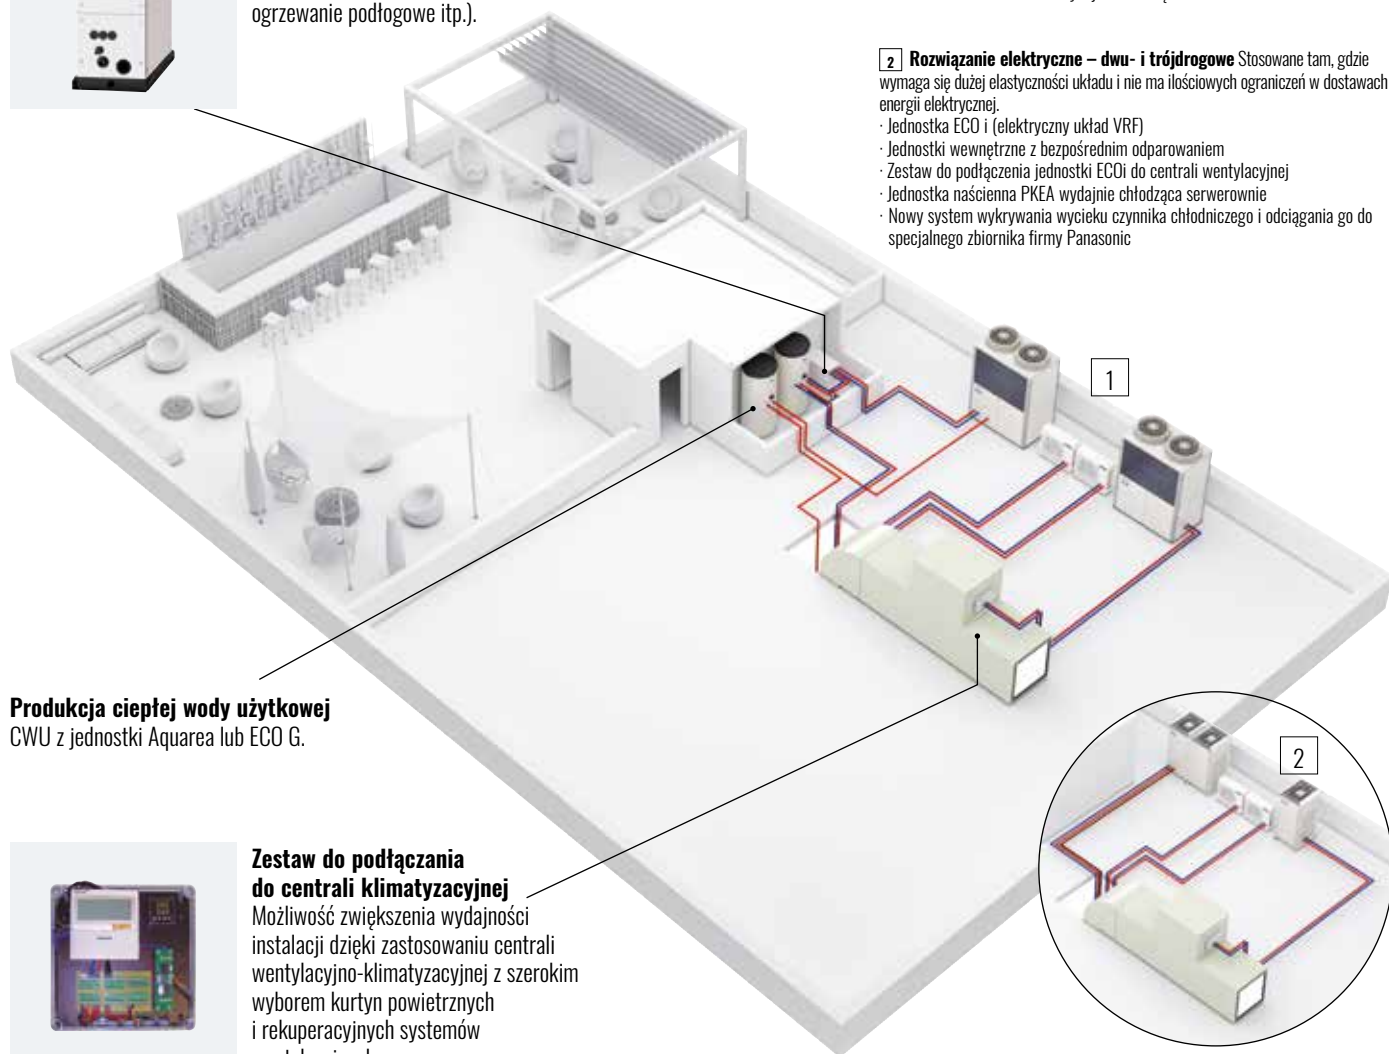 ogrzewanie podłogowe itp.).
2 Rozwiązanie elektryczne – dwu- i trójdrogowe Stosowane tam, gdzie
wymaga się dużej elastyczności układu i nie ma ilościowych ograniczeń w dostawach
energii elektrycznej.
· Jednostka ECO i (elektryczny układ VRF)
· Jednostki wewnętrzne z bezpośrednim odparowaniem
· Zestaw do podłączenia jednostki ECOi do centrali wentylacyjnej
· Jednostka naścienna PKEA wydajnie chłodząca serwerownie
· Nowy system wykrywania wycieku czynnika chłodniczego i odciągania go do
specjalnego zbiornika firmy Panasonic
1
Produkcja ciepłej wody użytkowej
CWU z jednostki Aquarea lub ECO G.
2
Zestaw do podłączania
do centrali klimatyzacyjnej
Możliwość zwiększenia wydajności
instalacji dzięki zastosowaniu centrali
wentylacyjno-klimatyzacyjnej z szerokim
wyborem kurtyn powietrznych
i rekuperacyjnych systemów